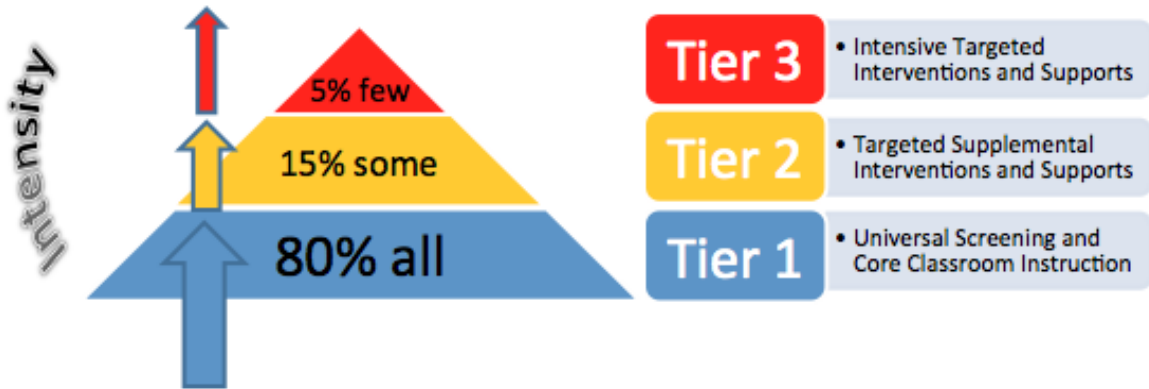 Intensity
5% few
15% some
80% all
Tier 3
• Intensive Targeted
Interventions and Supports
Tier 2
• Targeted Supplemental
Interventions and Supports
Tier 1
• Universal Screening and
Core Classroom Instruction